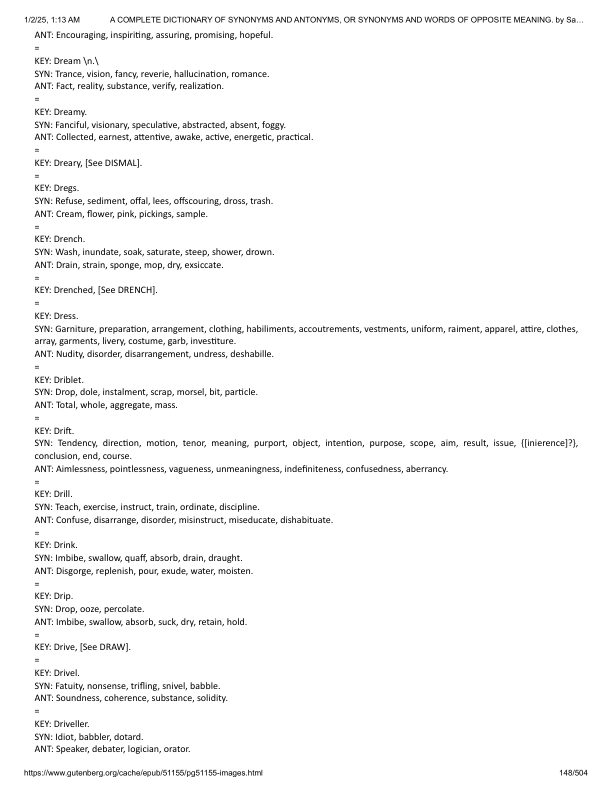 1/2/25, 1:13 AM A COMPLETE DICTIONARY OF SYNONYMS AND ANTONYMS, OR SYNONYMS AND WORDS OF OPPOSITE MEANING. by Sa…
ANT: Encouraging, inspiriting, assuring, promising, hopeful.
=
KEY: Dream \n.\
SYN: Trance, vision, fancy, reverie, hallucination, romance.
ANT: Fact, reality, substance, verify, realization.
=
KEY: Dreamy.
SYN: Fanciful, visionary, speculative, abstracted, absent, foggy.
ANT: Collected, earnest, attentive, awake, active, energetic, practical.
=
KEY: Dreary, [See DISMAL].
=
KEY: Dregs.
SYN: Refuse, sediment, offal, lees, offscouring, dross, trash.
ANT: Cream, flower, pink, pickings, sample.
=
KEY: Drench.
SYN: Wash, inundate, soak, saturate, steep, shower, drown.
ANT: Drain, strain, sponge, mop, dry, exsiccate.
=
KEY: Drenched, [See DRENCH].
=
KEY: Dress.
SYN: Garniture, preparation, arrangement, clothing, habiliments, accoutrements, vestments, uniform, raiment, apparel, attire, clothes,
array, garments, livery, costume, garb, investiture.
ANT: Nudity, disorder, disarrangement, undress, deshabille.
=
KEY: Driblet.
SYN: Drop, dole, instalment, scrap, morsel, bit, particle.
ANT: Total, whole, aggregate, mass.
=
KEY: Drift.
SYN: Tendency, direction, motion, tenor, meaning, purport, object, intention, purpose, scope, aim, result, issue, {[inierence]?},
conclusion, end, course.
ANT: Aimlessness, pointlessness, vagueness, unmeaningness, indefiniteness, confusedness, aberrancy.
=
KEY: Drill.
SYN: Teach, exercise, instruct, train, ordinate, discipline.
ANT: Confuse, disarrange, disorder, misinstruct, miseducate, dishabituate.
=
KEY: Drink.
SYN: Imbibe, swallow, quaff, absorb, drain, draught.
ANT: Disgorge, replenish, pour, exude, water, moisten.
=
KEY: Drip.
SYN: Drop, ooze, percolate.
ANT: Imbibe, swallow, absorb, suck, dry, retain, hold.
=
KEY: Drive, [See DRAW].
=
KEY: Drivel.
SYN: Fatuity, nonsense, trifling, snivel, babble.
ANT: Soundness, coherence, substance, solidity.
=
KEY: Driveller.
SYN: Idiot, babbler, dotard.
ANT: Speaker, debater, logician, orator.
https://www.gutenberg.org/cache/epub/51155/pg51155-images.html 148/504